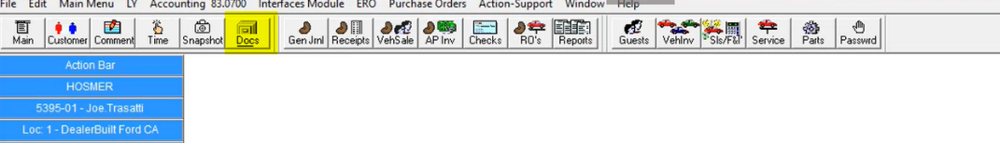 File Edit Main Menu LY Accounting 83.0700 Interfaces Module ERO Purchase Orders Action-Support Window Help
Main Customer Comment Time Snapshot Docs Gen Jrnl Receipts VehSale AP Inv Checks RO's Reports Guests VehInv Sls/F&I Service Parts Passwrd
Action Bar
HOSMER
5395-01 - Joe.Trasatti
Loc: 1 - DealerBuilt Ford CA